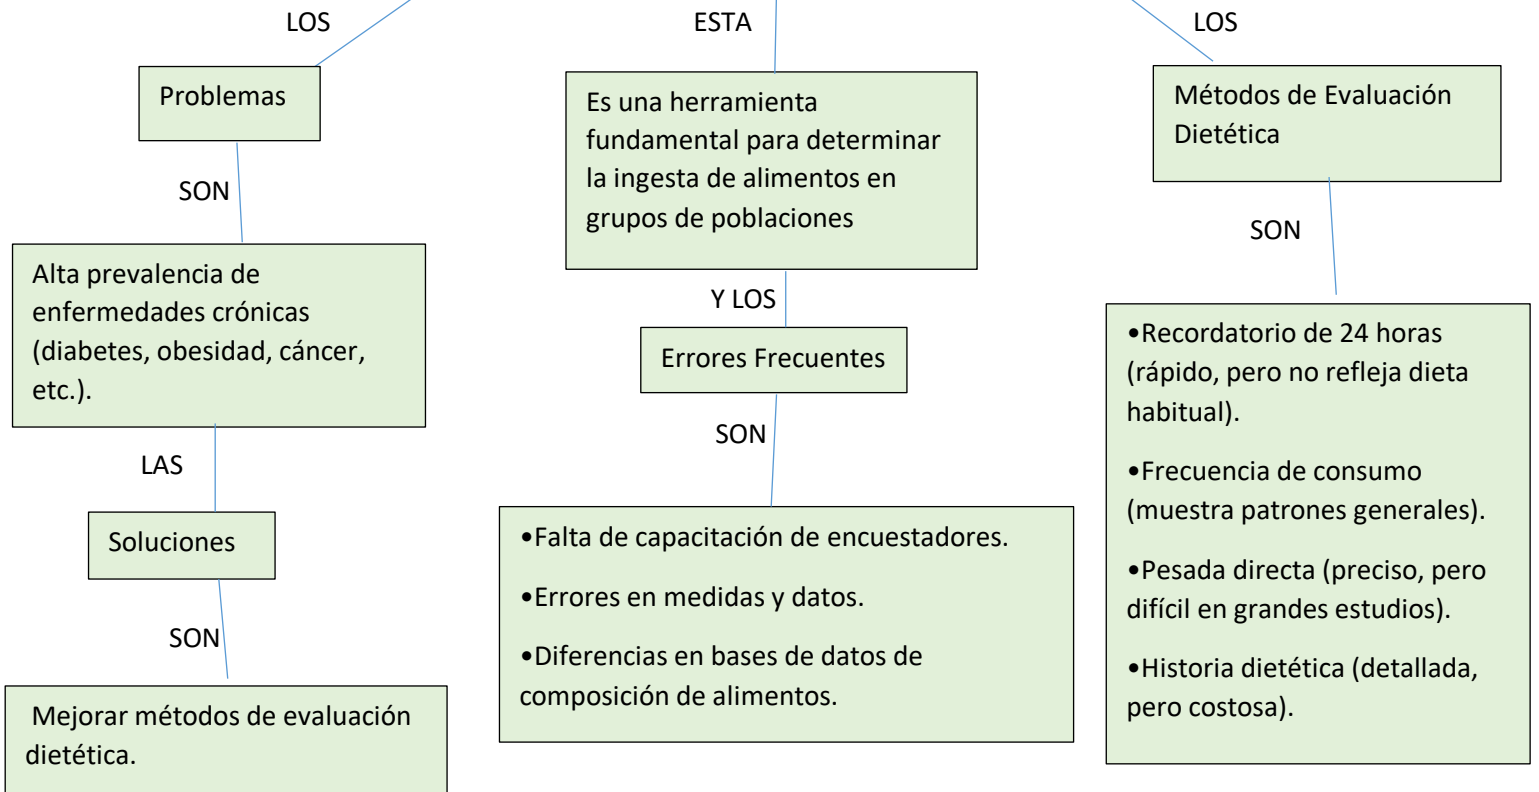 LOS
Problemas
SON
Alta prevalencia de
enfermedades crónicas
(diabetes, obesidad, cáncer,
etc.).
LAS
Soluciones
SON
Mejorar métodos de evaluación
dietética.
ESTA
Es una herramienta
fundamental para determinar
la ingesta de alimentos en
grupos de poblaciones
Y LOS
Errores Frecuentes
SON
•Falta de capacitación de encuestadores.
•Errores en medidas y datos.
•Diferencias en bases de datos de
composición de alimentos.
LOS
Métodos de Evaluación
Dietética
SON
•Recordatorio de 24 horas
(rápido, pero no refleja dieta
habitual).
•Frecuencia de consumo
(muestra patrones generales).
•Pesada directa (preciso, pero
difícil en grandes estudios).
•Historia dietética (detallada,
pero costosa).